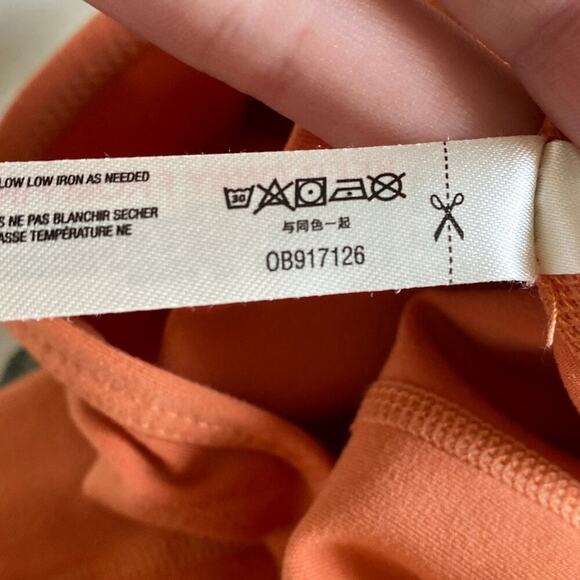 LOW LOW IRON AS NEEDED
S NE PAS BLANCHIR SECHER
ASSE TEMPÉRATURE NE
30
与同色一起
OB917126